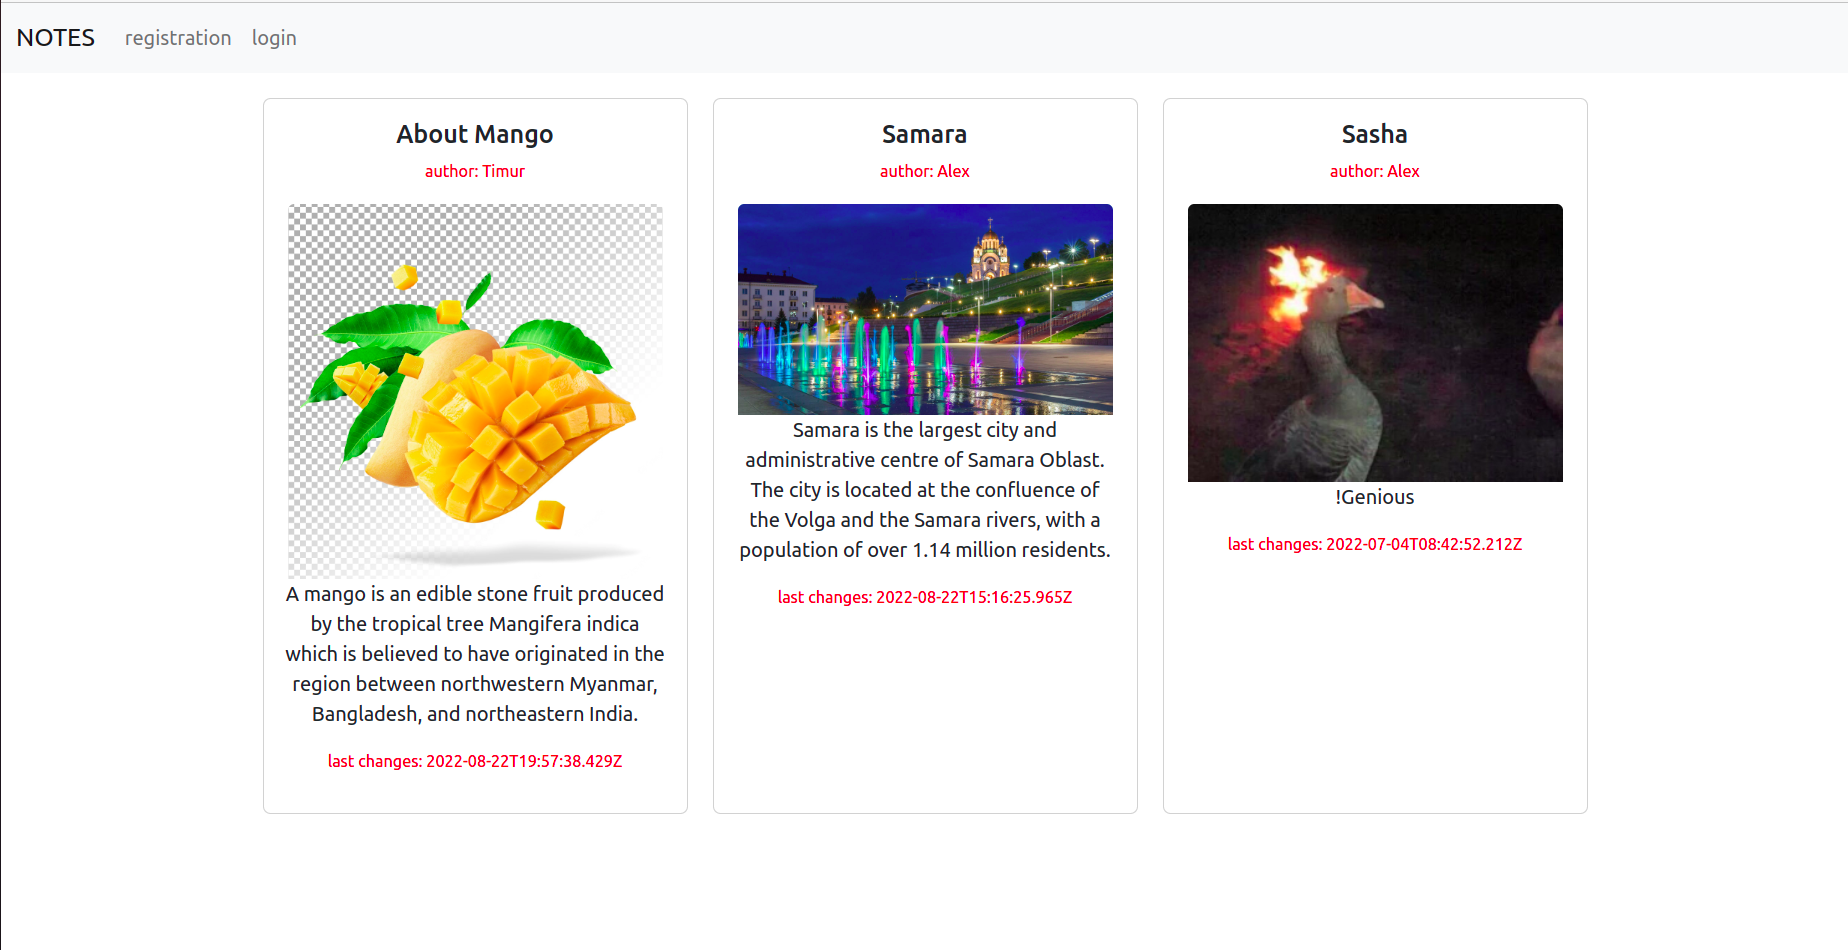 NOTES registration login
About Mango
author: Timur
A mango is an edible stone fruit produced
by the tropical tree Mangifera indica
which is believed to have originated in the
region between northwestern Myanmar,
Bangladesh, and northeastern India.
last changes: 2022-08-22T19:57:38.429Z
Samara
author: Alex
Samara is the largest city and
administrative centre of Samara Oblast.
The city is located at the confluence of
the Volga and the Samara rivers, with a
population of over 1.14 million residents.
last changes: 2022-08-22T15:16:25.965Z
Sasha
author: Alex
!Genious
last changes: 2022-07-04T08:42:52.212Z